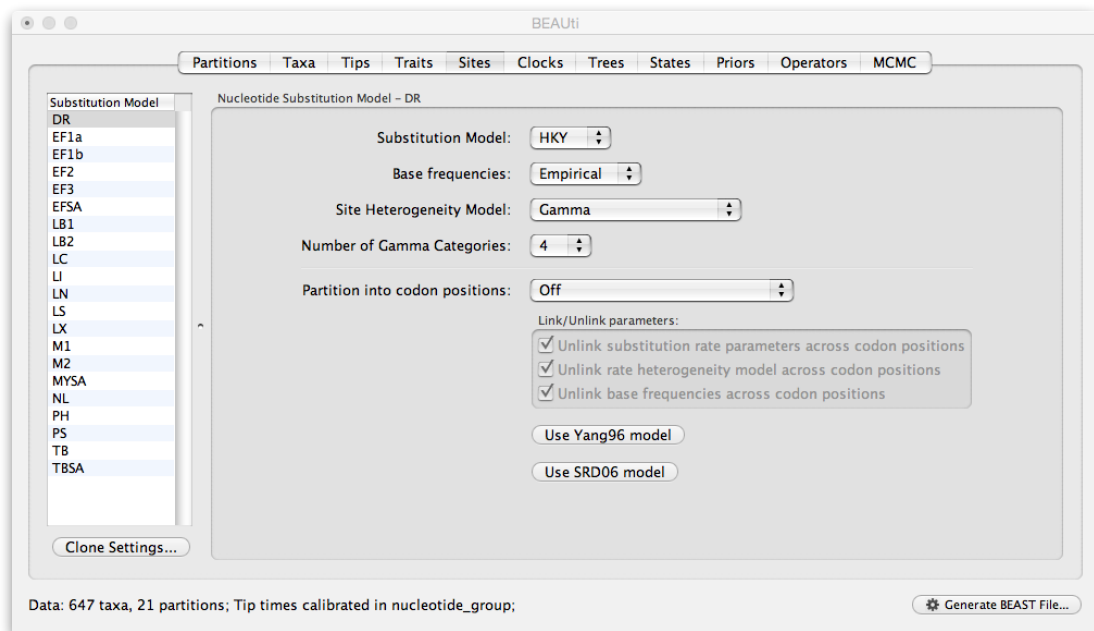 BEAUti
Partitions Taxa Tips Traits Sites Clocks Trees States Priors Operators MCMC
Substitution Model
DR
EF1a
EF1b
EF2
EF3
EFSA
LB1
LB2
LC
LI
LN
LS
LX
M1
M2
MYSA
NL
PH
PS
TB
TBSA
Clone Settings...
Nucleotide Substitution Model – DR
Substitution Model: HKY
Base frequencies: Empirical
Site Heterogeneity Model: Gamma
Number of Gamma Categories: 4
Partition into codon positions: Off
Link/Unlink parameters:
Unlink substitution rate parameters across codon positions
Unlink rate heterogeneity model across codon positions
Unlink base frequencies across codon positions
Use Yang96 model
Use SRD06 model
Data: 647 taxa, 21 partitions; Tip times calibrated in nucleotide_group;
Generate BEAST File...